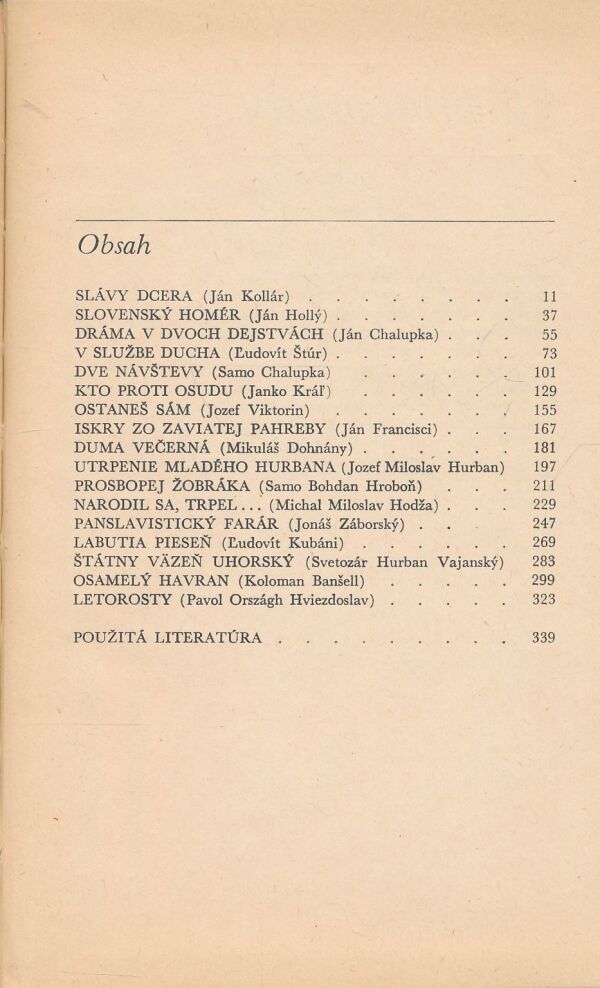 Obsah
SLÁVY DCERA (Ján Kollár) . . . . . . . . 11
SLOVENSKÝ HOMÉR (Ján Hollý) . . . . . . . 37
DRÁMA V DVOCH DEJSTVÁCH (Ján Chalupka) . . . 55
V SLUŽBE DUCHA (Ľudovít Štúr) . . . . . . . 73
DVE NÁVŠTEVY (Samo Chalupka) . . . . . . 101
KTO PROTI OSUDU (Janko Kráľ) . . . . . . 129
OSTANEŠ SÁM (Jozef Viktorin) . . . . . . . 155
ISKRY ZO ZAVIATEJ PAHREBY (Ján Francisci) . . . 167
DUMA VEČERNÁ (Mikuláš Dohnány) . . . . . . 181
UTRPENIE MLADÉHO HURBANA (Jozef Miloslav Hurban) 197
PROSBOPEJ ŽOBRÁKA (Samo Bohdan Hroboň) . . . 211
NARODIL SA, TRPEL... (Michal Miloslav Hodža) . . . 229
PANSLAVISTICKÝ FARÁR (Jonáš Záborský) . . . . 247
LABUTIA PIESEŇ (Ľudovít Kubáni) . . . . . . 269
ŠTÁTNY VÄZEŇ UHORSKÝ (Svetozár Hurban Vajanský) 283
OSAMELÝ HAVRAN (Koloman Banšell) . . . . . 299
LETOROSTY (Pavol Országh Hviezdoslav) . . . . . 323
POUŽITÁ LITERATÚRA . . . . . . . . . 339